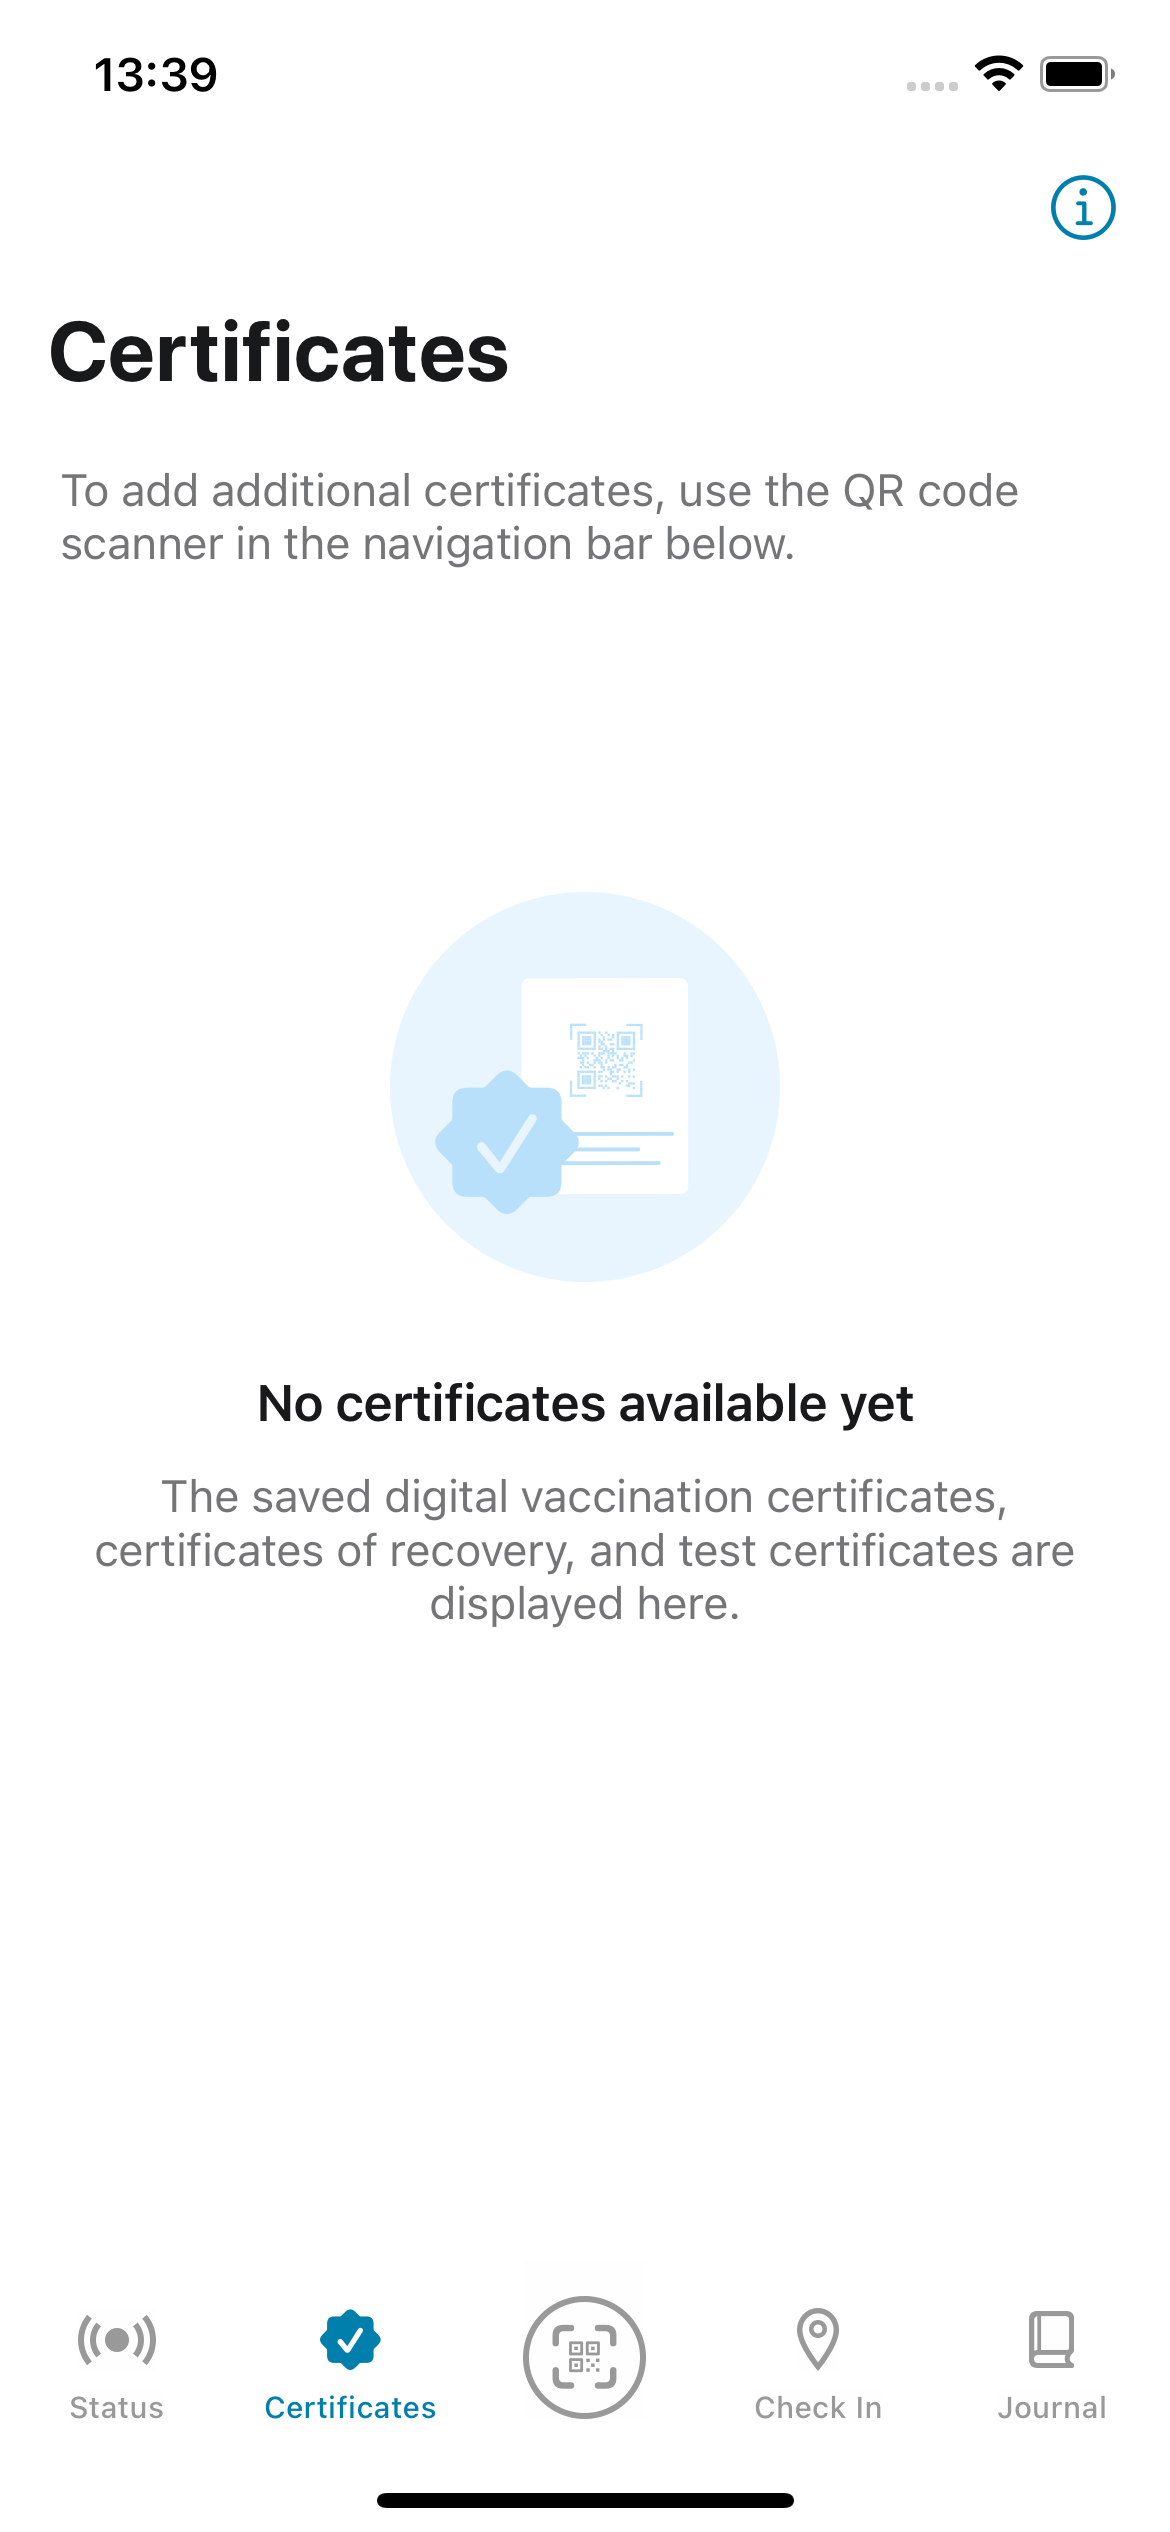 13:39
Certificates
To add additional certificates, use the QR code
scanner in the navigation bar below.
No certificates available yet
The saved digital vaccination certificates,
certificates of recovery, and test certificates are
displayed here.
Status
Certificates
Check In
Journal